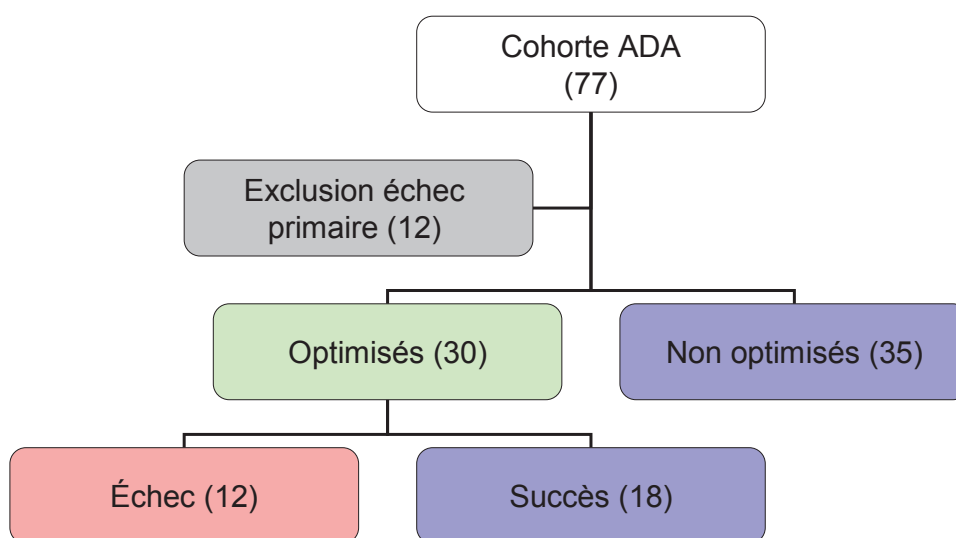 Cohorte ADA
(77)
Exclusion échec
primaire (12)
Optimisés (30)
Non optimisés (35)
Échec (12)
Succès (18)